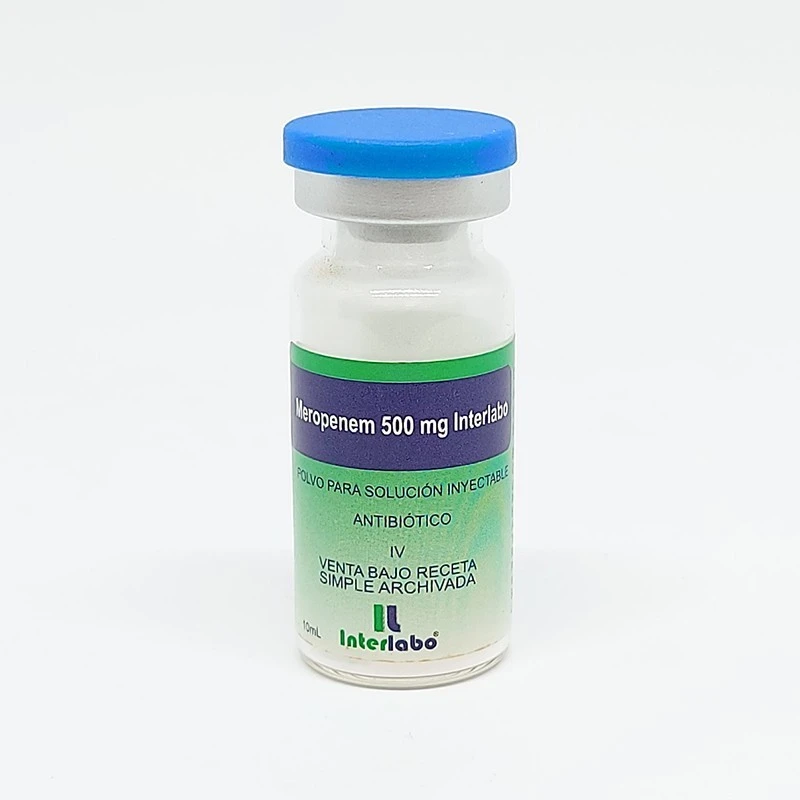 Meropenem 500 mg Interlabo
POLVO PARA SOLUCIÓN INYECTABLE
ANTIBIÓTICO
IV
VENTA BAJO RECETA
SIMPLE ARCHIVADA
10mL
Interlabo®